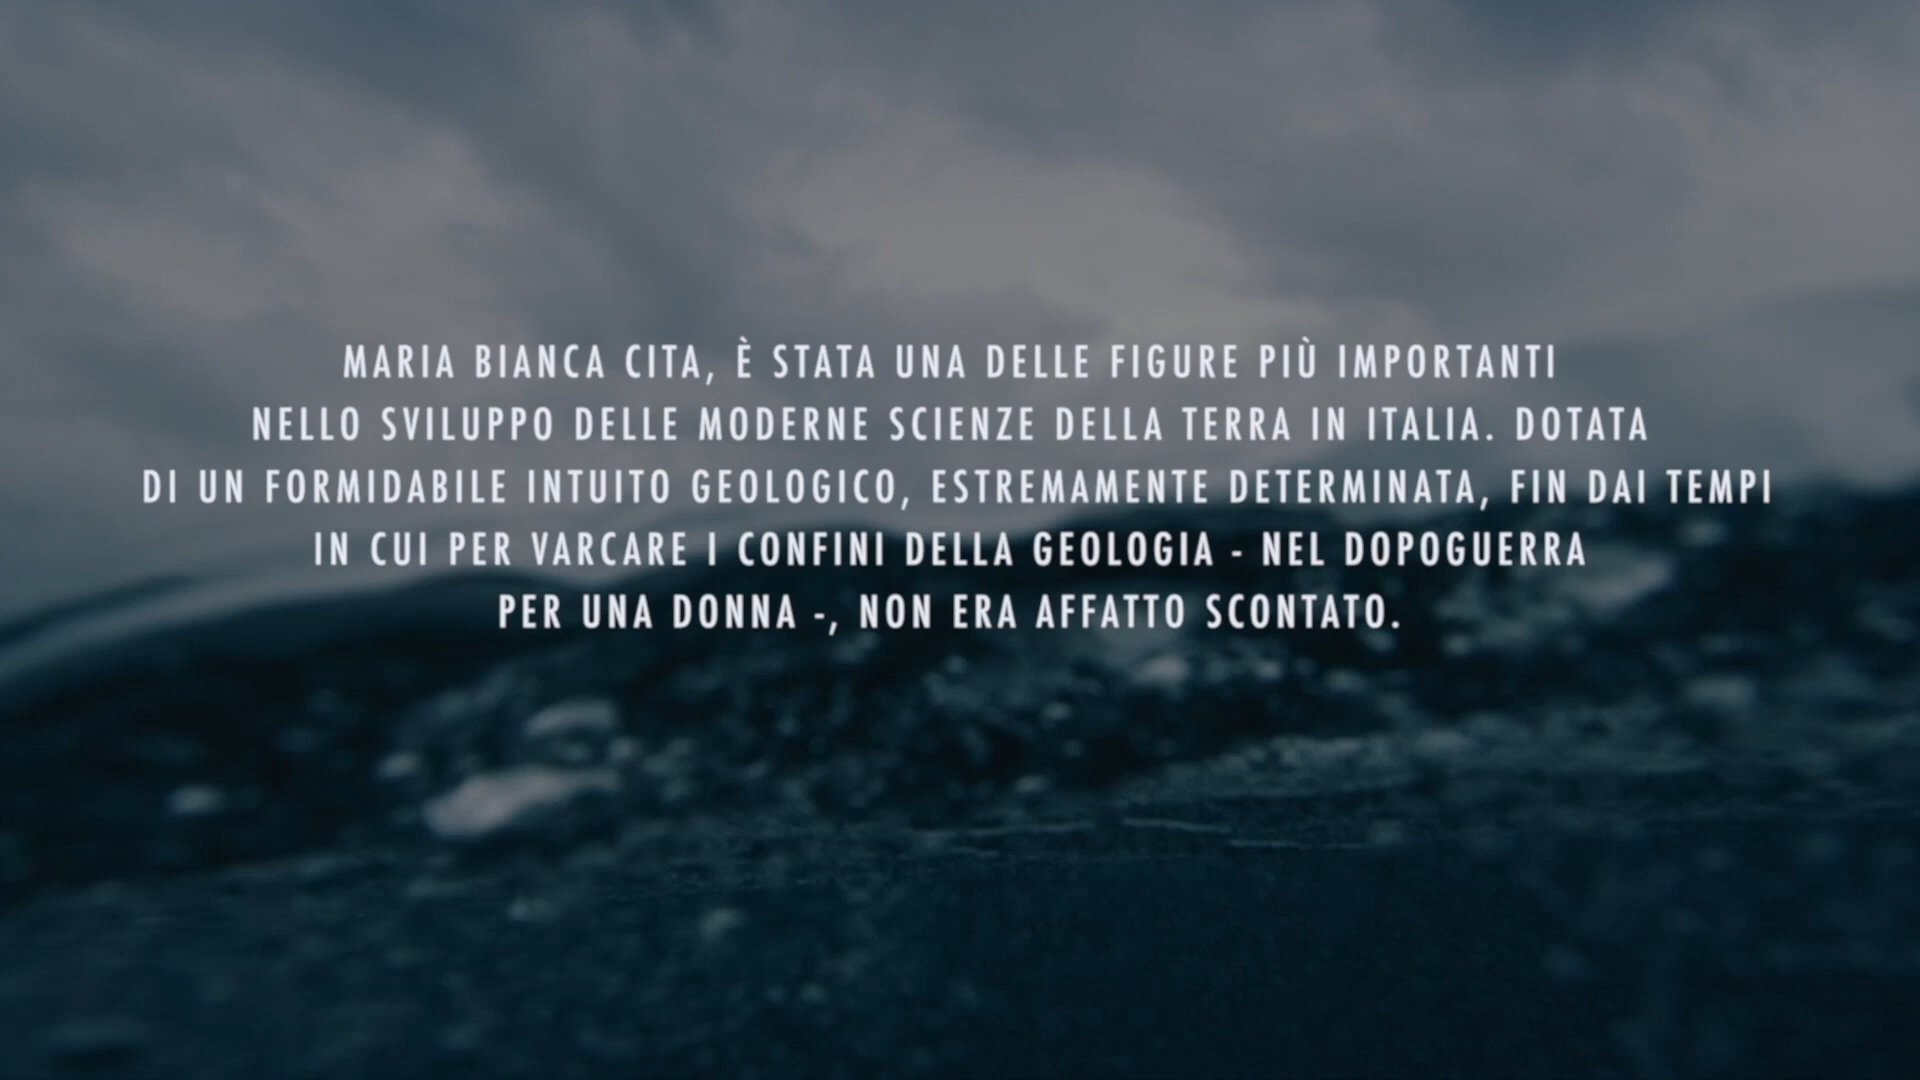 MARIA BIANCA CITA, È STATA UNA DELLE FIGURE PIÙ IMPORTANTI
NELLO SVILUPPO DELLE MODERNE SCIENZE DELLA TERRA IN ITALIA. DOTATA
DI UN FORMIDABILE INTUITO GEOLOGICO, ESTREMAMENTE DETERMINATA, FIN DAI TEMPI
IN CUI PER VARCARE I CONFINI DELLA GEOLOGIA - NEL DOPOGUERRA
PER UNA DONNA -, NON ERA AFFATTO SCONTATO.